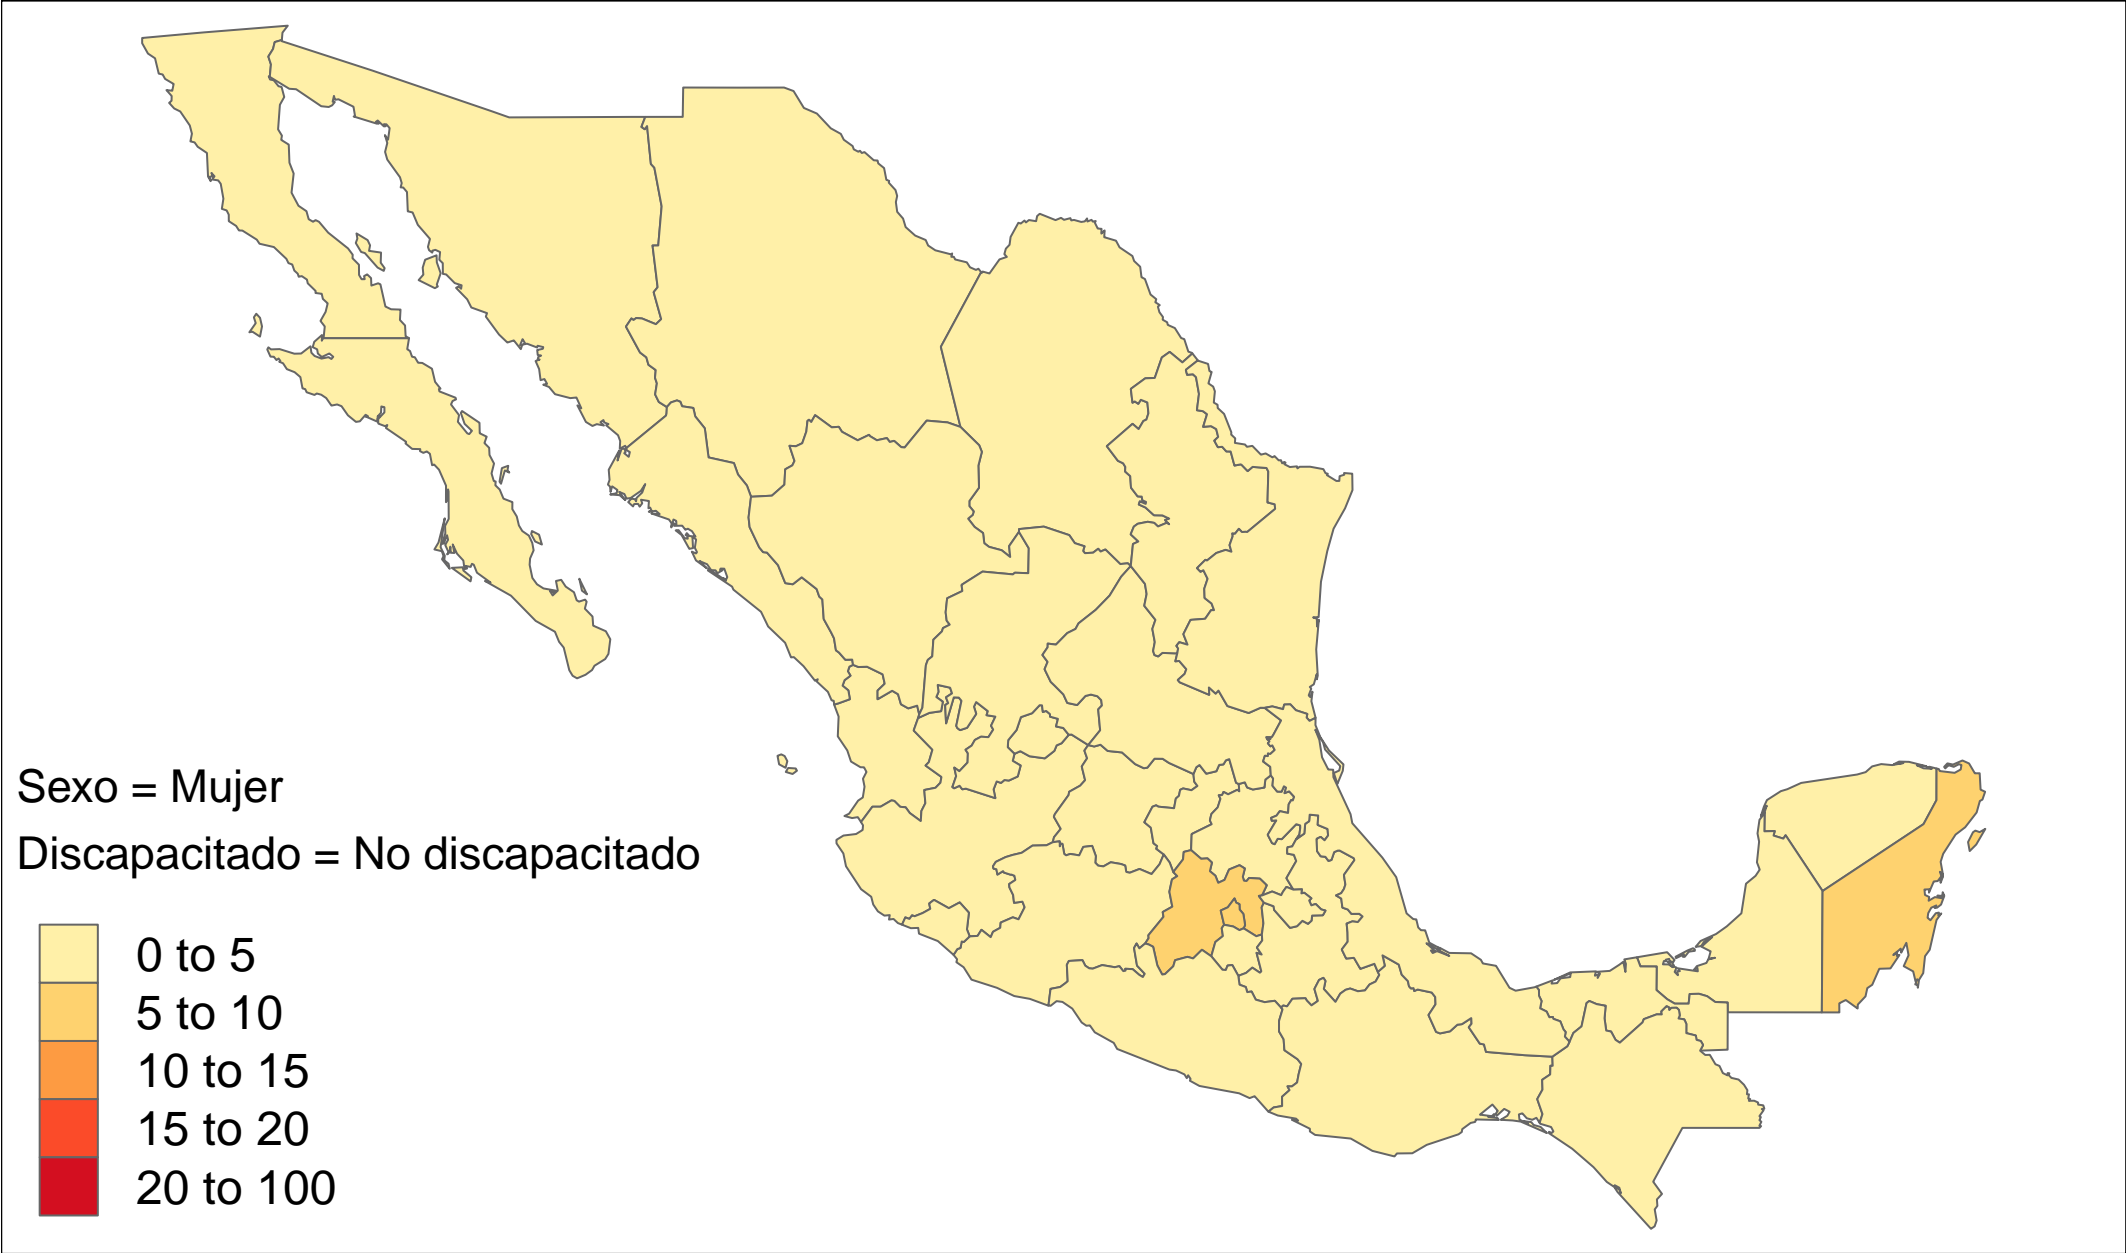 Sexo = Mujer
Discapacitado = No discapacitado
0 to 5
5 to 10
10 to 15
15 to 20
20 to 100